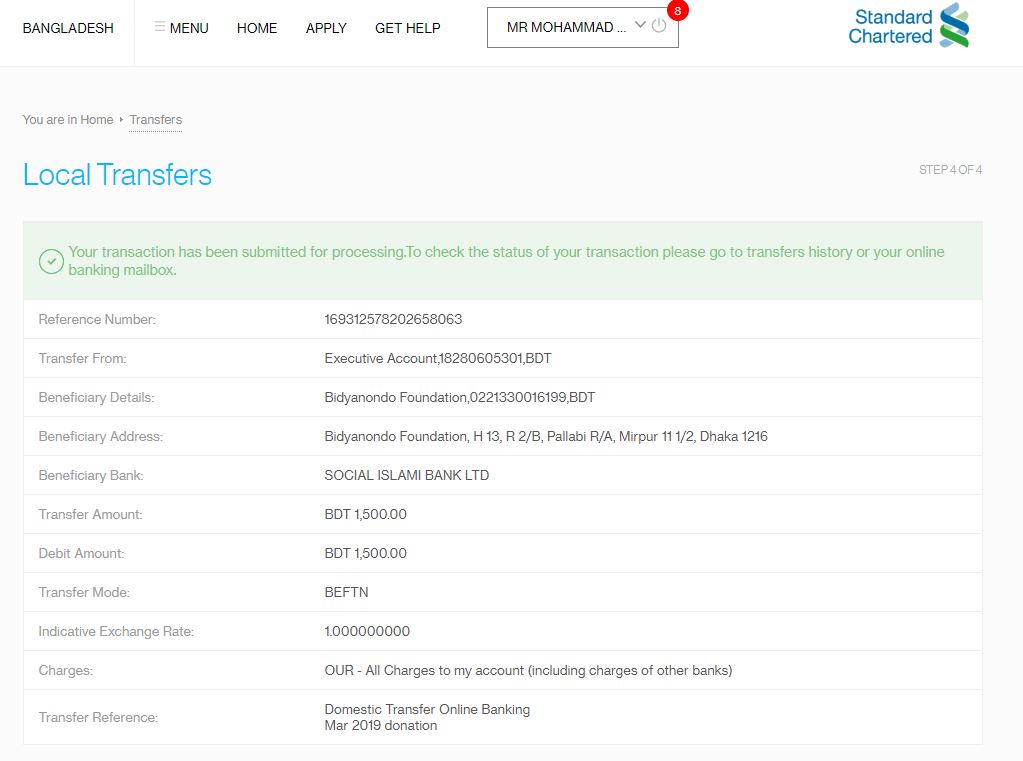 BANGLADESH
MENU
HOME
APPLY
GET HELP
MR MOHAMMAD ...
8
Standard
Chartered
You are in Home
Transfers
Local Transfers
STEP 4 OF 4
Your transaction has been submitted for processing.To check the status of your transaction please go to transfers history or your online
banking mailbox.
Reference Number: 169312578202658063
Transfer From: Executive Account,18280605301,BDT
Beneficiary Details: Bidyanondo Foundation,0221330016199,BDT
Beneficiary Address: Bidyanondo Foundation, H 13, R 2/B, Pallabi R/A, Mirpur 11 1/2, Dhaka 1216
Beneficiary Bank: SOCIAL ISLAMI BANK LTD
Transfer Amount: BDT 1,500.00
Debit Amount: BDT 1,500.00
Transfer Mode: BEFTN
Indicative Exchange Rate: 1.000000000
Charges: OUR - All Charges to my account (including charges of other banks)
Transfer Reference: Domestic Transfer Online Banking
Mar 2019 donation